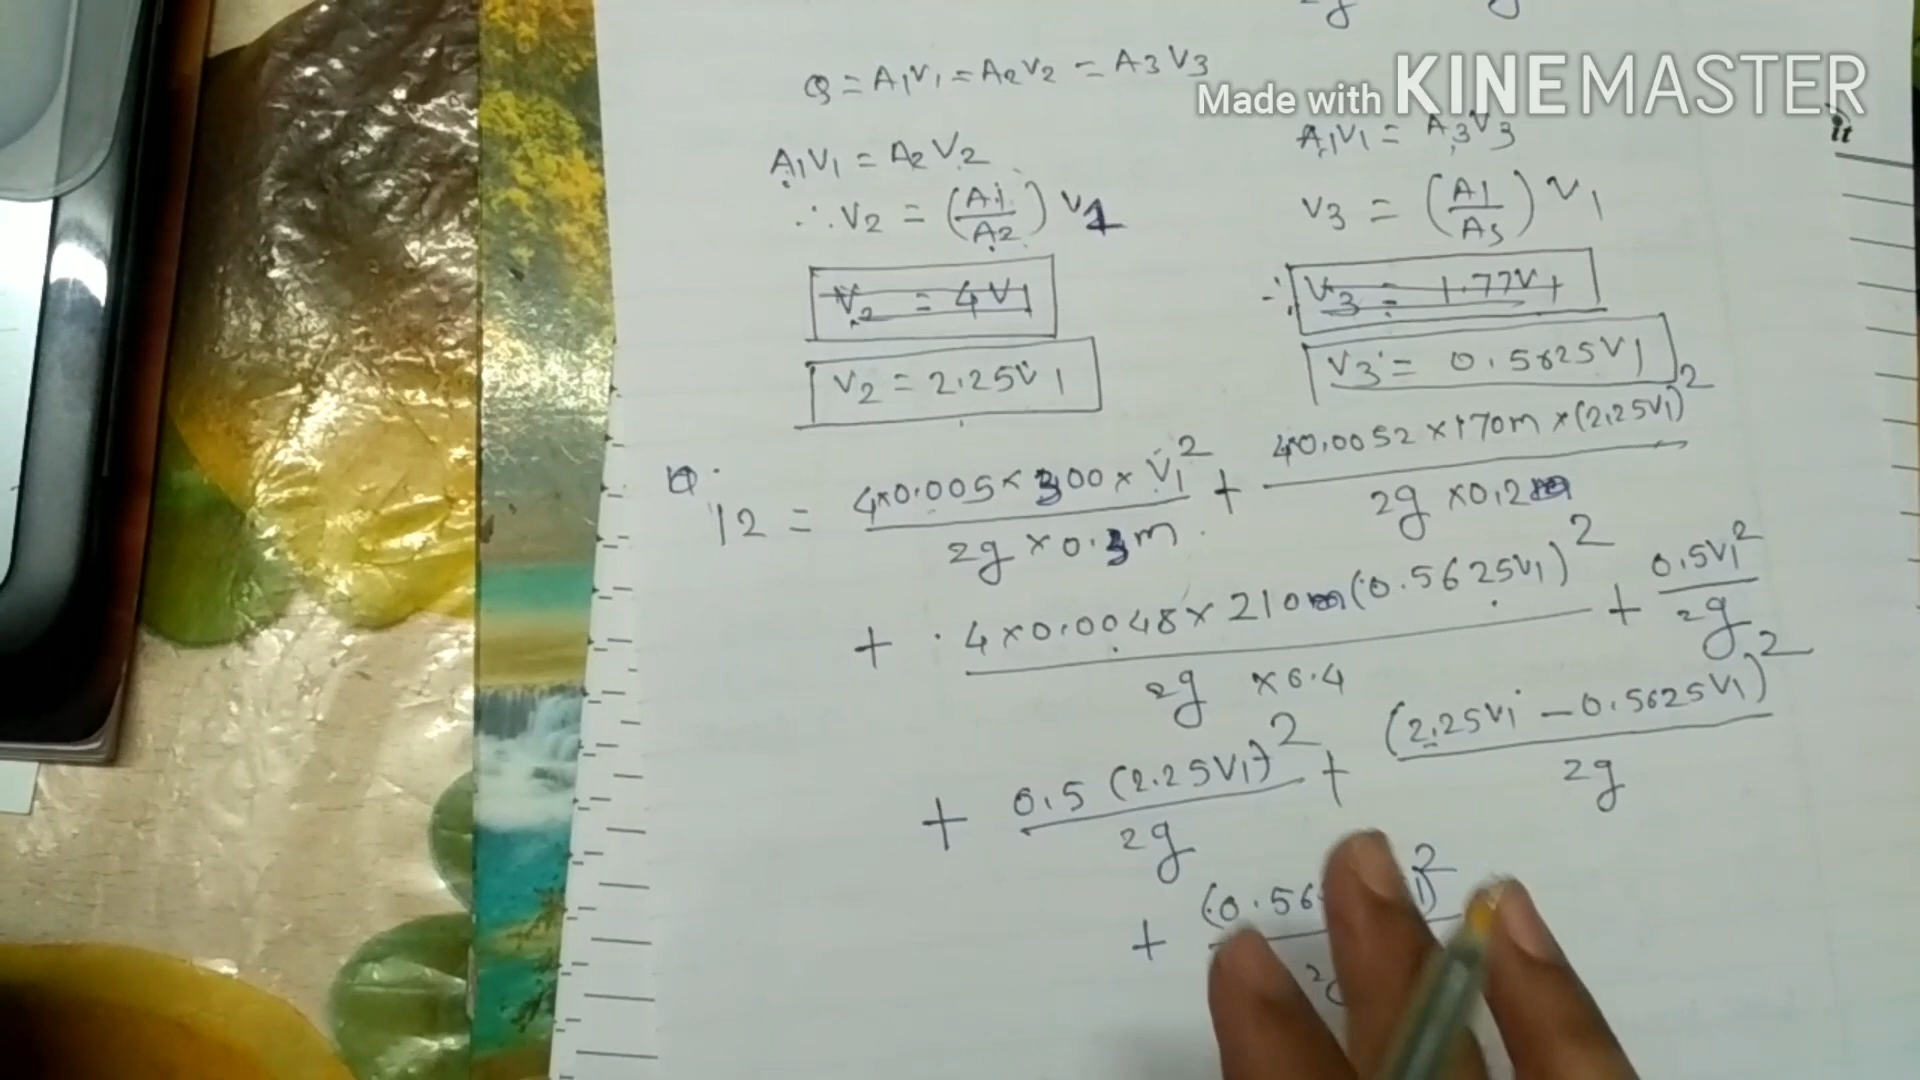 Q = A1V1 = A2V2 = A3V3
Made with KINEMASTER
A1V1 = A2V2
A1V1 = A3V3
∴ V2 = (A1/A2) V1
V3 = (A1/A3) V1
V2 = 4V1
∴ V3 = 1.77V1
V2 = 2.25V1
V3 = 0.5625V1
12 = 4×0.005×300×V1²/2g×0.3m + 4×0.0052×170m×(2.25V1)²/2g×0.2
+ 4×0.0048×210m(0.5625V1)²/2g×0.4 + 0.5V1²/2g
+ 0.5(2.25V1)²/2g + (2.25V1 − 0.5625V1)²/2g
+